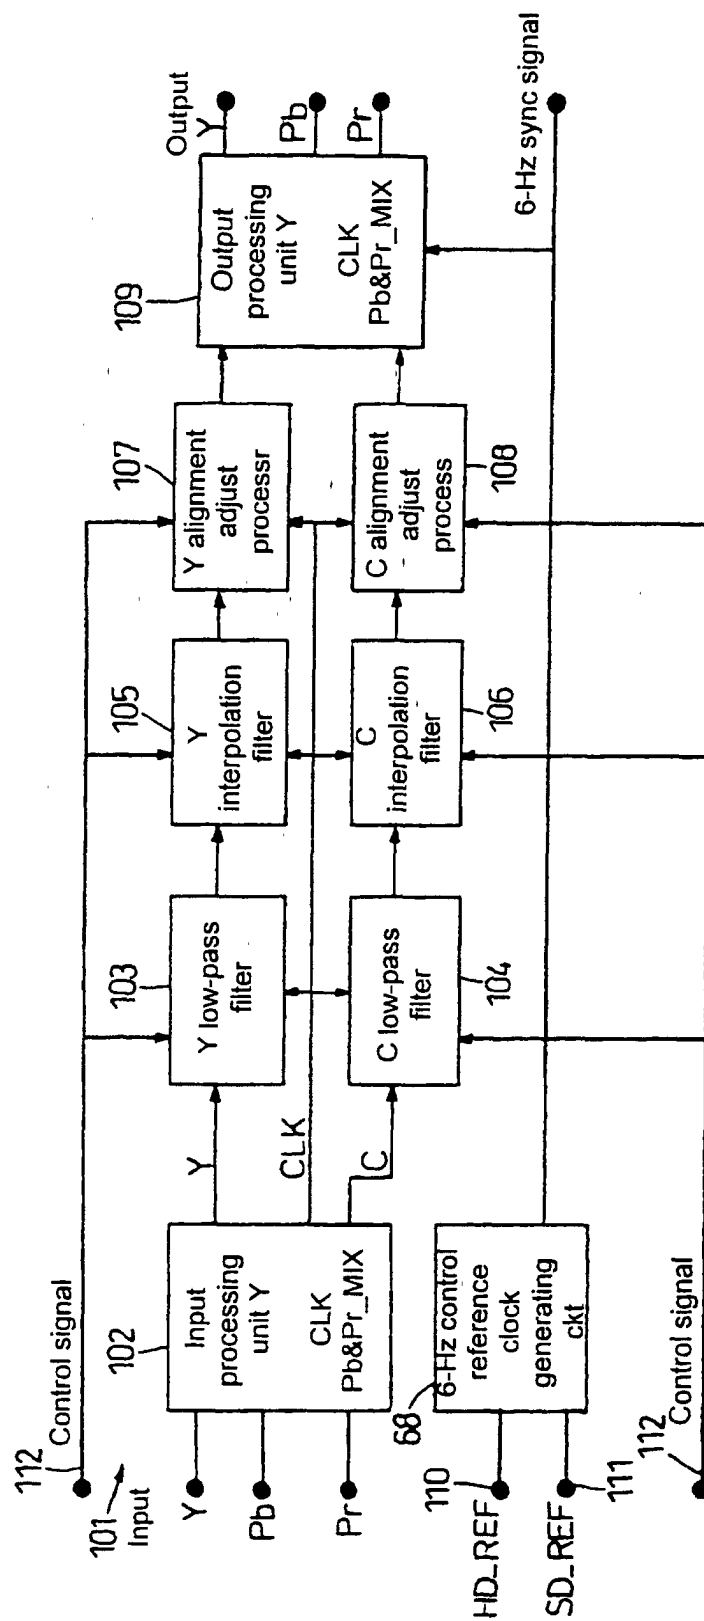 112
Control signal
101
Input
Y
Pb
Pr
102
Input
processing
unit Y
CLK
Pb&Pr_MIX
Y
CLK
C
103
Y low-pass
filter
104
C low-pass
filter
105
Y
interpolation
filter
106
C
interpolation
filter
107
Y alignment
adjust
processr
108
C alignment
adjust
process
109
Output
processing
unit Y
CLK
Pb&Pr_MIX
Output
Y
Pb
Pr
6-Hz sync signal
68
6-Hz control
reference
clock
generating
ckt
110
HD_REF
111
SD_REF
112
Control signal